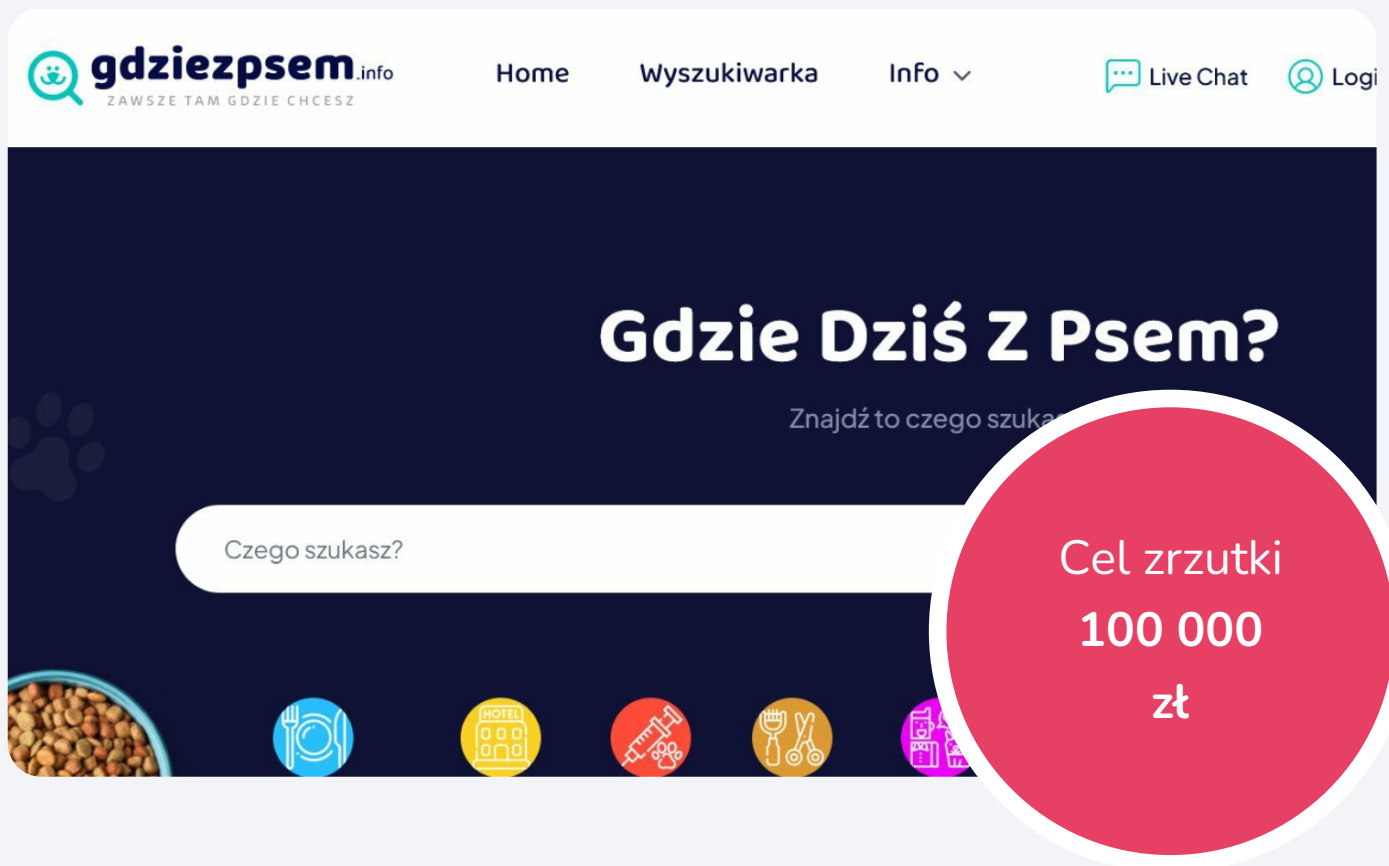 gdziezpsem.info
ZAWSZE TAM GDZIE CHCESZ
Home
Wyszukiwarka
Info
Live Chat
Logi
Gdzie Dziś Z Psem?
Znajdź to czego
Czego szukasz?
HOTEL
Cel zrzutki
100 000
zł